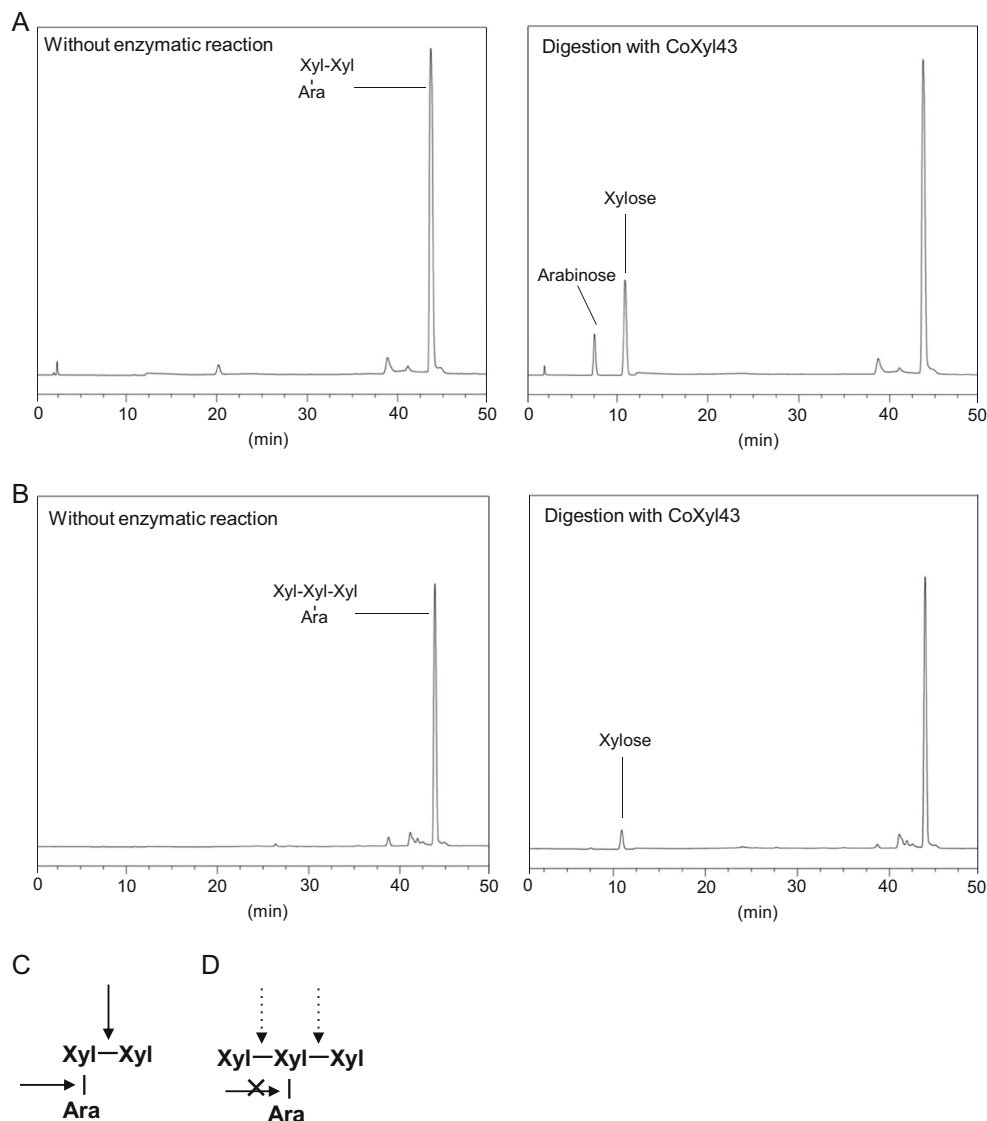 A
Without enzymatic reaction
Xyl-Xyl
Ara
0 10 20 30 40 50
(min)
Digestion with CoXyl43
Xylose
Arabinose
0 10 20 30 40 50
(min)
B
Without enzymatic reaction
Xyl-Xyl-Xyl
Ara
0 10 20 30 40 50
(min)
Digestion with CoXyl43
Xylose
0 10 20 30 40 50
(min)
C
Xyl—Xyl
Ara
D
Xyl—Xyl—Xyl
Ara